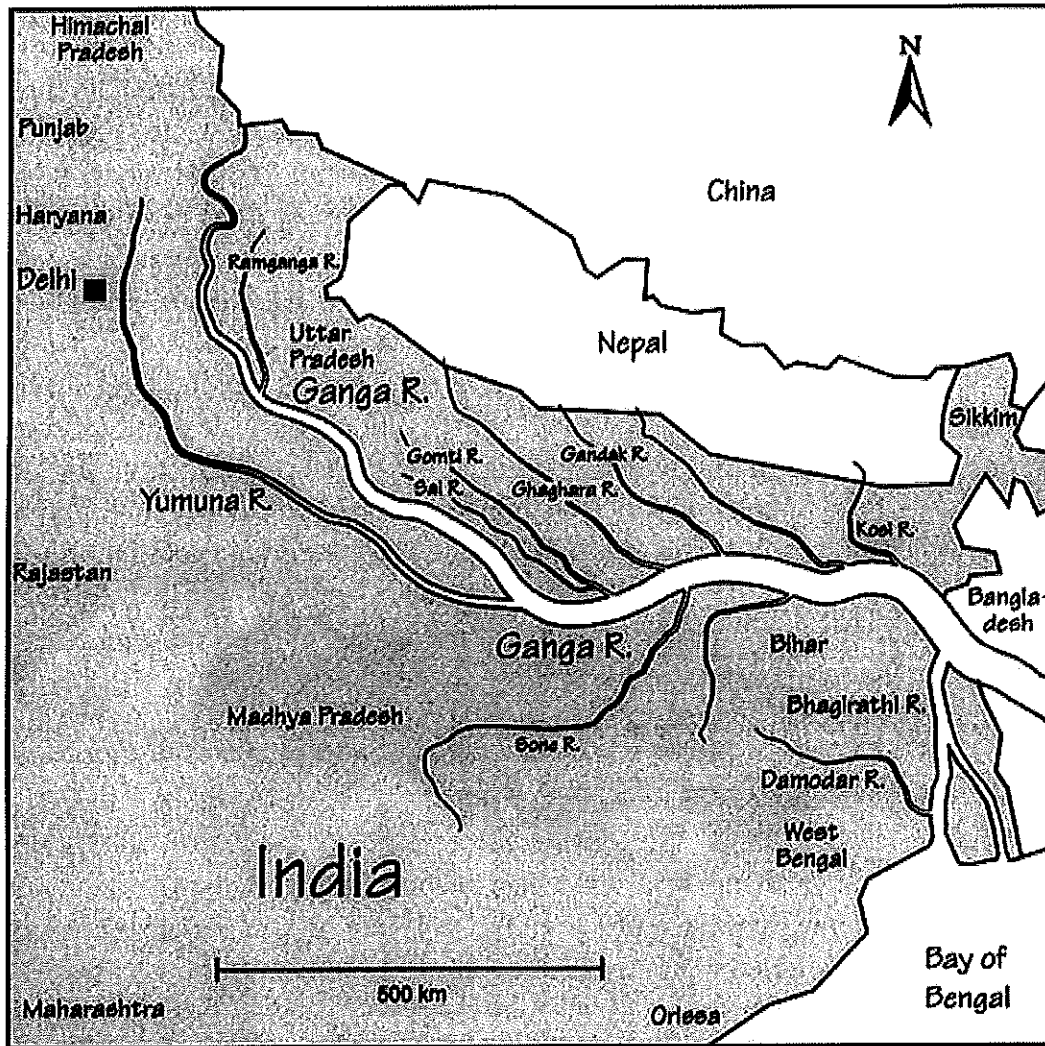 Himachal
Pradesh
N
Punjab
China
Haryana
Delhi
Ramganga R.
Uttar
Pradesh
Nepal
Ganga R.
Sikkim
Gomti R.
Gandak R.
Sai R.
Ghaghara R.
Yumuna R.
Kosi R.
Rajastan
Bangla-
desh
Ganga R.
Bihar
Madhya Pradesh
Bhagirathi R.
Sone R.
Damodar R.
West
Bengal
India
Bay of
Bengal
500 km
Maharashtra
Orissa